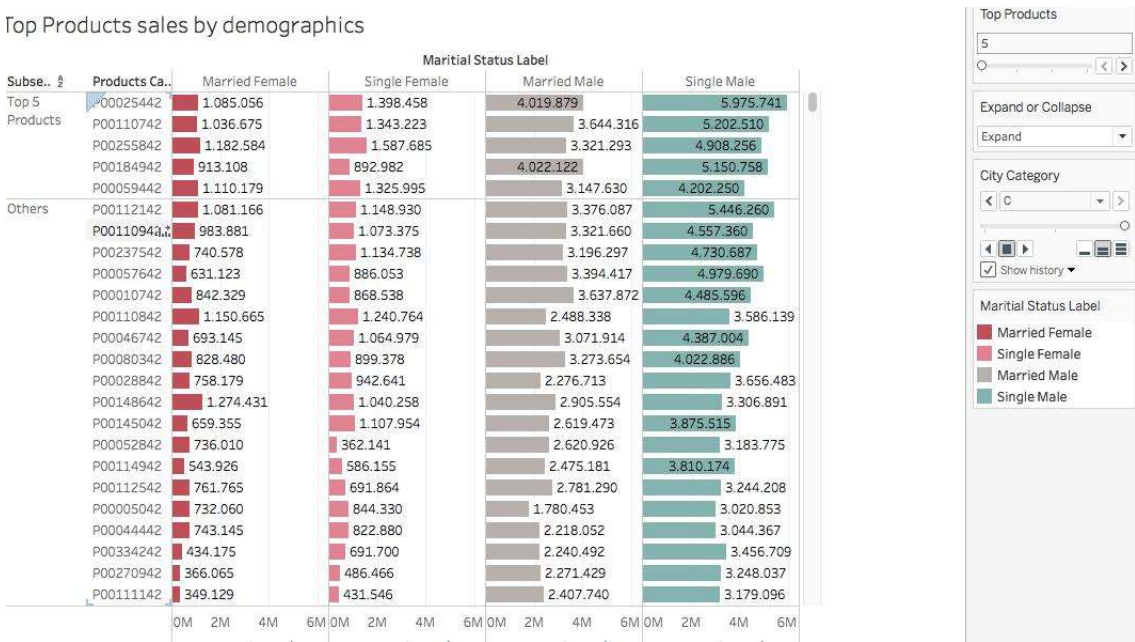 Top Products sales by demographics
Maritial Status Label
Subse.. Products Ca.. Married Female Single Female Married Male Single Male
Top 5 Products P00025442 1.085.056 1.398.458 4.019.879 5.975.741
P00110742 1.036.675 1.343.223 3.644.316 5.202.510
P00255842 1.182.584 1.587.685 3.321.293 4.908.256
P00184942 913.108 892.982 4.022.122 5.150.758
P00059442 1.110.179 1.325.995 3.147.630 4.202.250
Others P00112142 1.081.166 1.148.930 3.376.087 5.446.260
P00110942 983.881 1.073.375 3.321.660 4.557.360
P00237542 740.578 1.134.738 3.196.297 4.730.687
P00057642 631.123 886.053 3.394.417 4.979.690
P00010742 842.329 868.538 3.637.872 4.485.596
P00110842 1.150.665 1.240.764 2.488.338 3.586.139
P00046742 693.145 1.064.979 3.071.914 4.387.004
P00080342 828.480 899.378 3.273.654 4.022.886
P00028842 758.179 942.641 2.276.713 3.656.483
P00148642 1.274.431 1.040.258 2.905.554 3.306.891
P00145042 659.355 1.107.954 2.619.473 3.875.515
P00052842 736.010 362.141 2.620.926 3.183.775
P00114942 543.926 586.155 2.475.181 3.810.174
P00112542 761.765 691.864 2.781.290 3.244.208
P00005042 732.060 844.330 1.780.453 3.020.853
P00044442 743.145 822.880 2.218.052 3.044.367
P00334242 434.175 691.700 2.240.492 3.456.709
P00270942 366.065 486.466 2.271.429 3.248.037
P00111142 349.129 431.546 2.407.740 3.179.096
0M 2M 4M 6M 0M 2M 4M 6M 0M 2M 4M 6M 0M 2M 4M 6M
Top Products
5
Expand or Collapse
Expand
City Category
C
Show history
Maritial Status Label
Married Female
Single Female
Married Male
Single Male